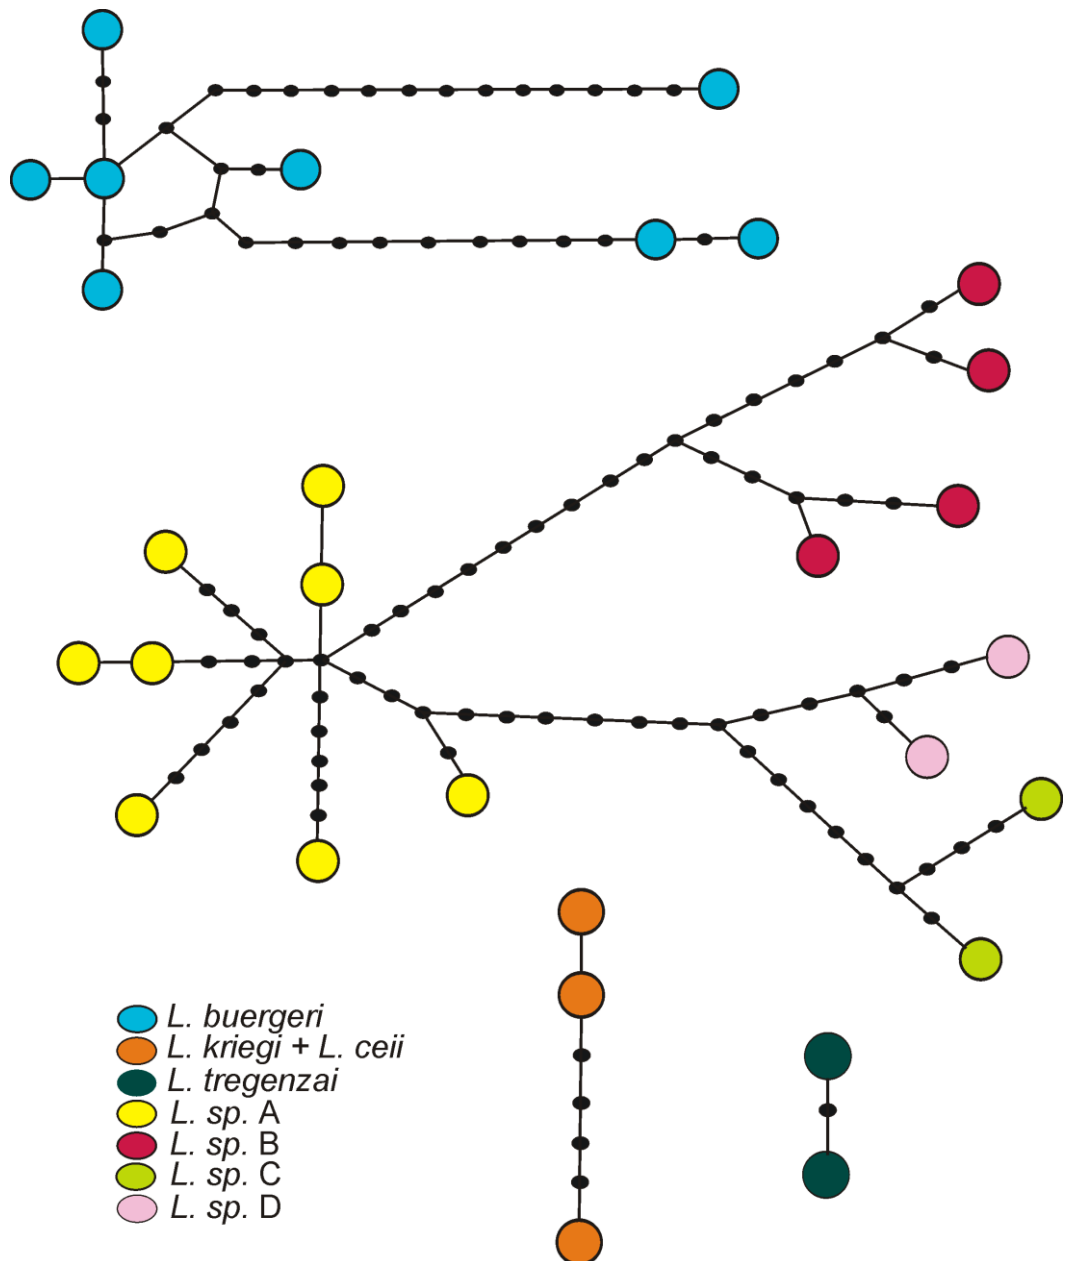 L. buergeri
L. kriegi + L. ceii
L. tregenzai
L. sp. A
L. sp. B
L. sp. C
L. sp. D